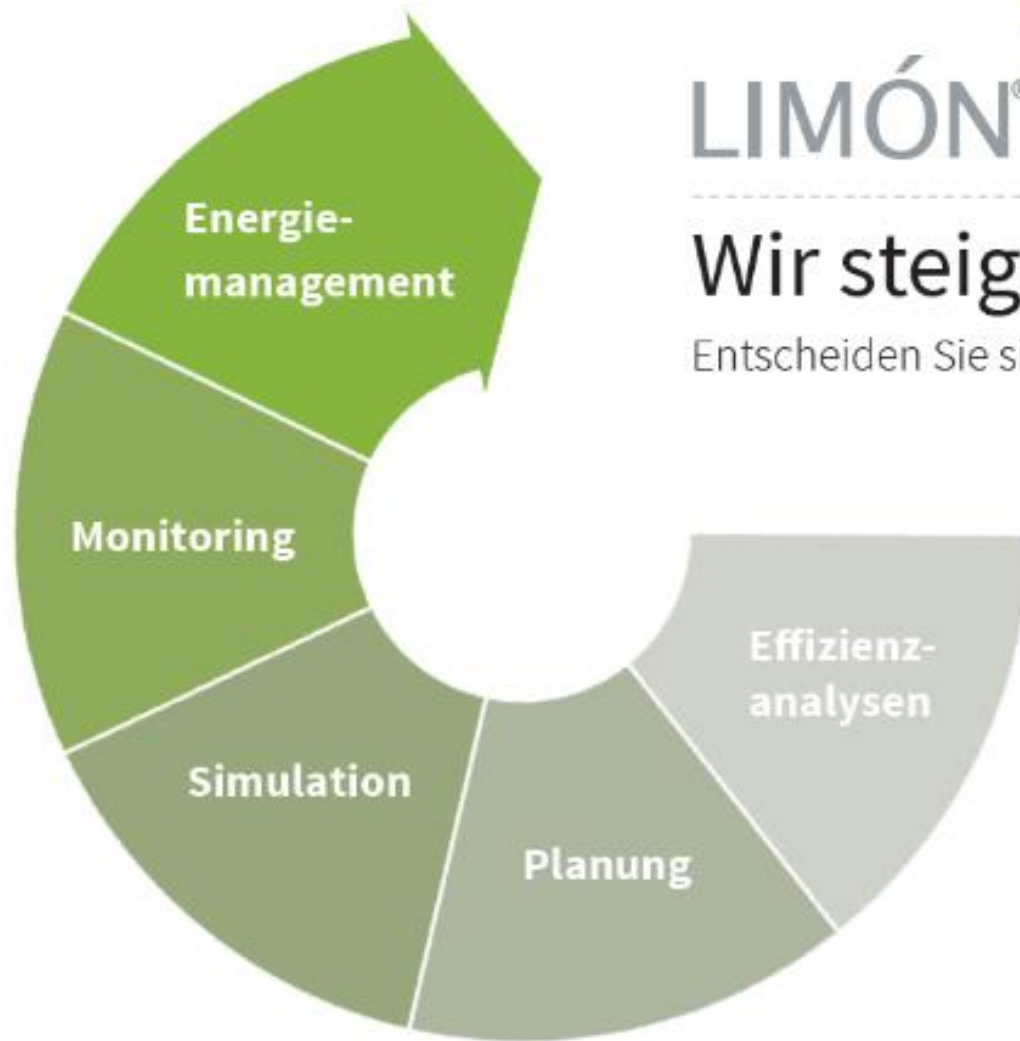 LIMÓN®
Wir steig
Entscheiden Sie s
Energie-
management
Monitoring
Simulation
Planung
Effizienz-
analysen